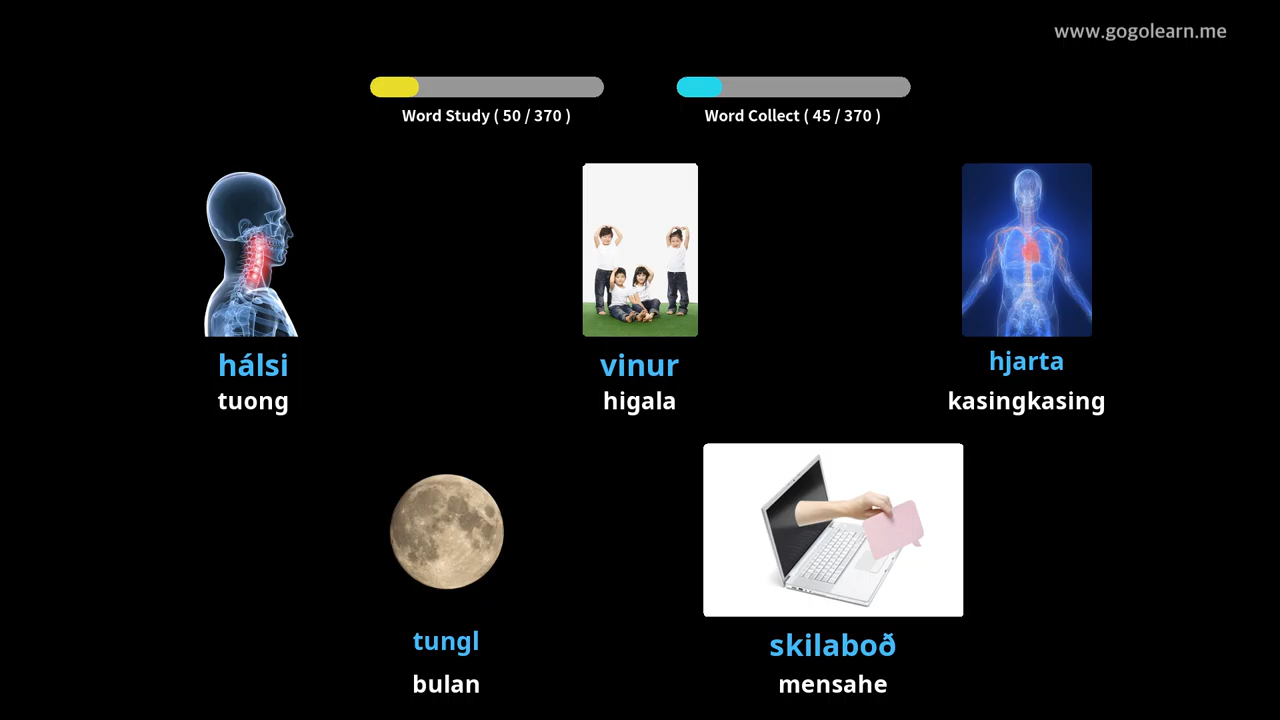 www.gogolearn.me
Word Study ( 50 / 370 )
Word Collect ( 45 / 370 )
hálsi
tuong
vinur
higala
hjarta
kasingkasing
tungl
bulan
skilaboð
mensahe